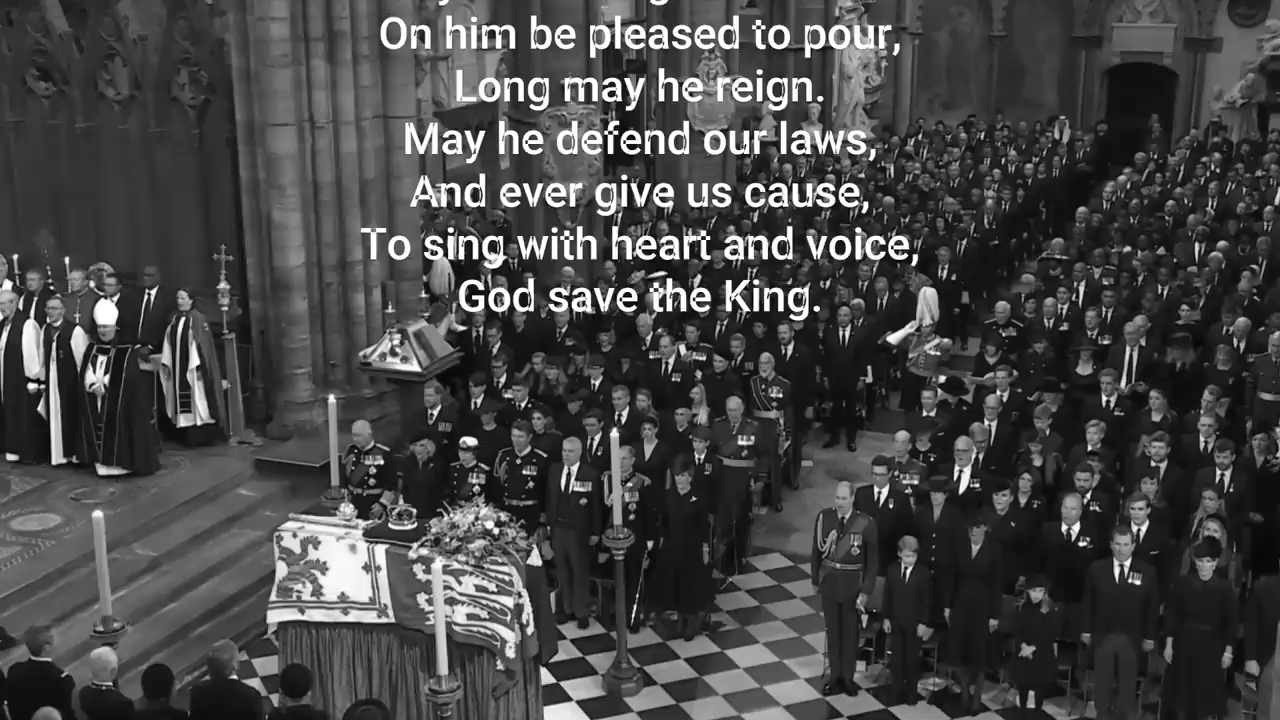 On him be pleased to pour,
Long may he reign.
May he defend our laws,
And ever give us cause,
To sing with heart and voice,
God save the King.